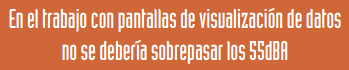 En el trabajo con pantallas de visualización de datos
no se debería sobrepasar los 55dBA